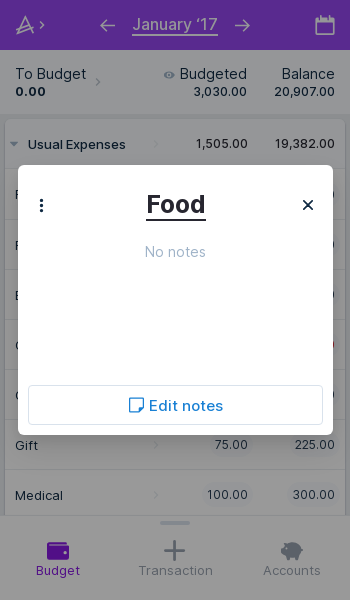 January ‘17
To Budget
0.00
Budgeted
3,030.00
Balance
20,907.00
Usual Expenses 1,505.00 19,382.00
Food
No notes
Edit notes
Gift 75.00 225.00
Medical 100.00 300.00
Budget
Transaction
Accounts